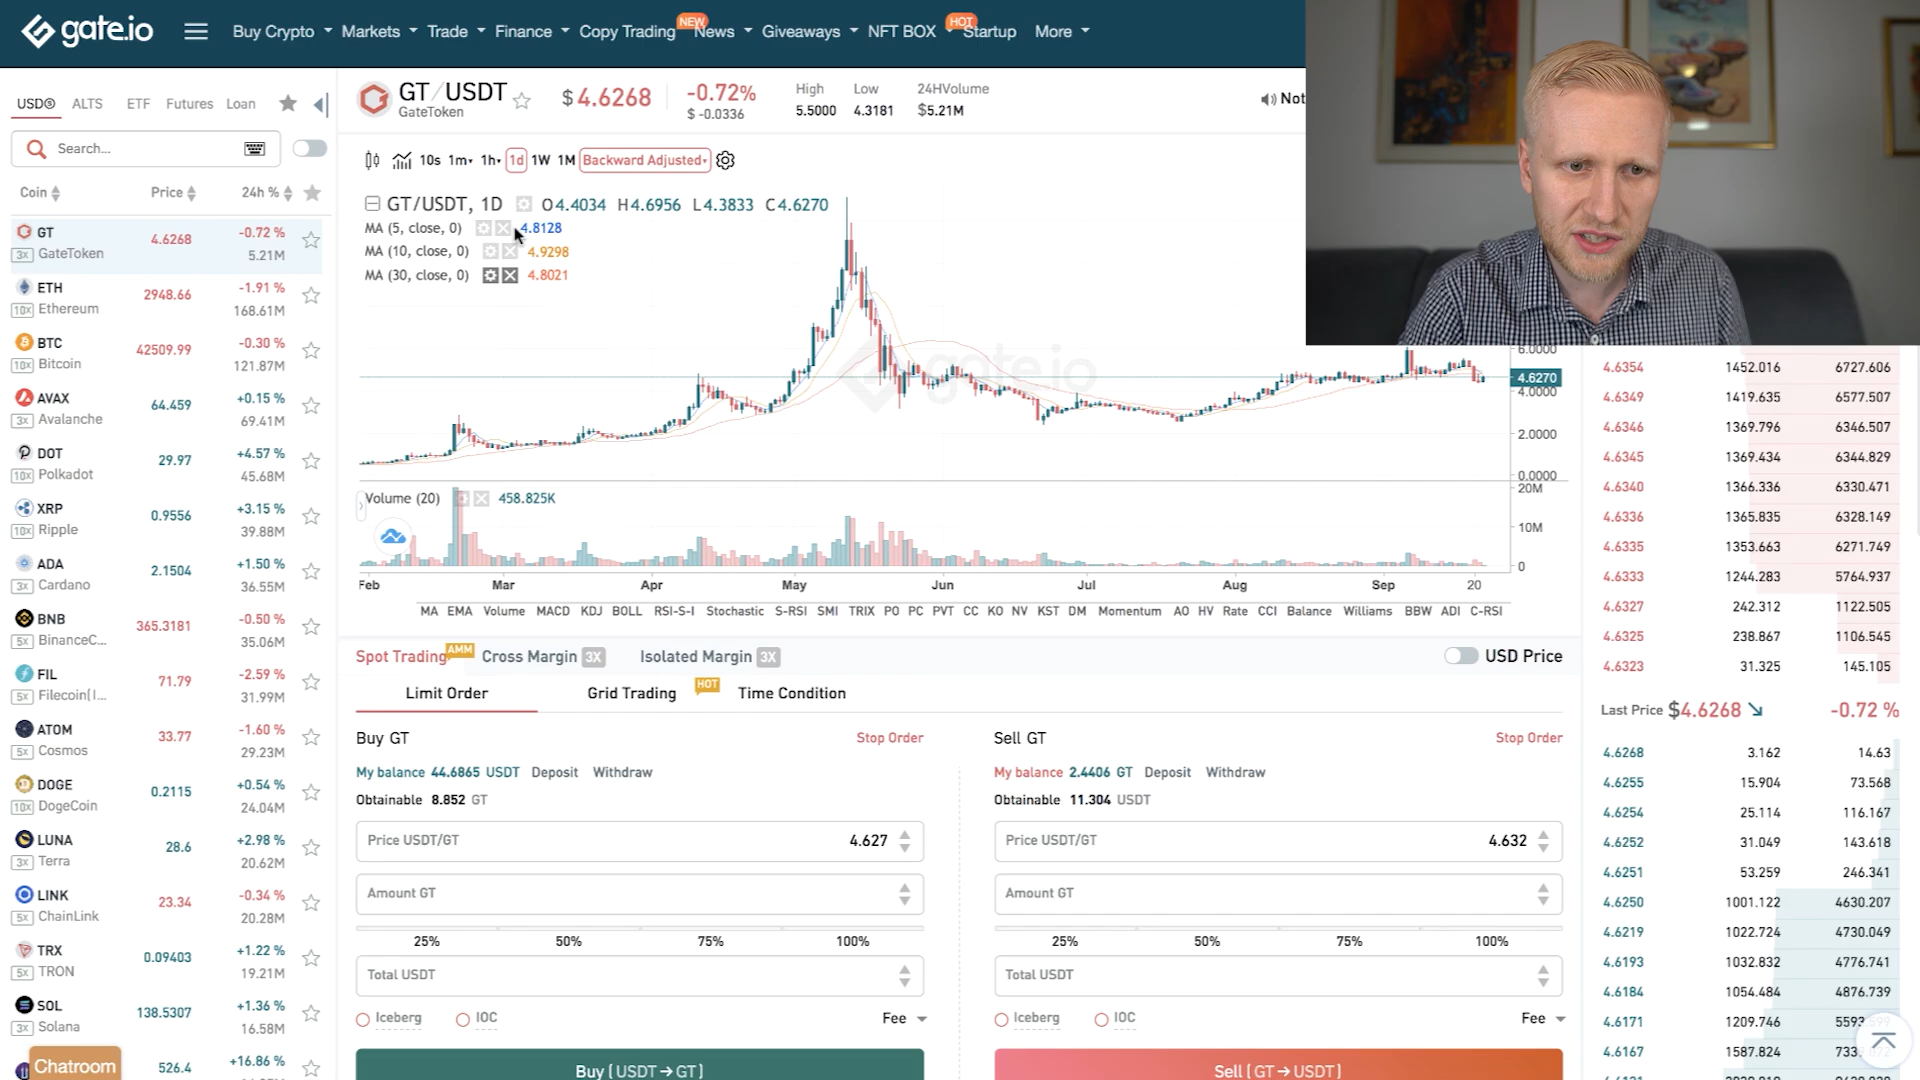 gate.io
Buy Crypto Markets Trade Finance Copy Trading NEW News Giveaways NFT BOX HOT Startup More
USD$ ALTS ETF Futures Loan
Search...
Coin Price 24h %
GT 4.6268 -0.72 %
3X GateToken 5.21M
ETH 2948.66 -1.91 %
10X Ethereum 168.61M
BTC 42509.99 -0.30 %
10X Bitcoin 121.87M
AVAX 64.459 +0.15 %
3X Avalanche 69.41M
DOT 29.97 +4.57 %
10X Polkadot 45.68M
XRP 0.9556 +3.15 %
10X Ripple 39.88M
ADA 2.1504 +1.50 %
3X Cardano 36.55M
BNB 365.3181 -0.50 %
5X BinanceC... 35.06M
FIL 71.79 -2.59 %
5X Filecoin(I... 31.99M
ATOM 33.77 -1.60 %
5X Cosmos 29.23M
DOGE 0.2115 +0.54 %
10X DogeCoin 24.04M
LUNA 28.6 +2.98 %
3X Terra 20.62M
LINK 23.34 -0.34 %
5X ChainLink 20.28M
TRX 0.09403 +1.22 %
5X TRON 19.21M
SOL 138.5307 +1.36 %
3X Solana 16.58M
526.4 +16.86 %
Chatroom
GT/USDT
GateToken
$4.6268
-0.72%
$ -0.0336
High 5.5000
Low 4.3181
24HVolume $5.21M
Not
10s 1m 1h 1d 1W 1M Backward Adjusted
GT/USDT, 1D O4.4034 H4.6956 L4.3833 C4.6270
MA (5, close, 0) 4.8128
MA (10, close, 0) 4.9298
MA (30, close, 0) 4.8021
gate.io
6.0000
4.6270
4.0000
2.0000
0.0000
Volume (20) 458.825K
20M
10M
0
Feb Mar Apr May Jun Jul Aug Sep 20
MA EMA Volume MACD KDJ BOLL RSI-S-I Stochastic S-RSI SMI TRIX PO PC PVT CC KO NV KST DM Momentum AO HV Rate CCI Balance Williams BBW ADI C-RSI
Spot Trading AMM Cross Margin 3X Isolated Margin 3X USD Price
Limit Order Grid Trading HOT Time Condition
Buy GT Stop Order
My balance 44.6865 USDT Deposit Withdraw
Obtainable 8.852 GT
Price USDT/GT 4.627
Amount GT
25% 50% 75% 100%
Total USDT
Iceberg IOC Fee
Buy [ USDT → GT ]
Sell GT Stop Order
My balance 2.4406 GT Deposit Withdraw
Obtainable 11.304 USDT
Price USDT/GT 4.632
Amount GT
25% 50% 75% 100%
Total USDT
Iceberg IOC Fee
Sell [ GT → USDT ]
4.6354 1452.016 6727.606
4.6349 1419.635 6577.507
4.6346 1369.796 6346.507
4.6345 1369.434 6344.829
4.6340 1366.336 6330.471
4.6336 1365.835 6328.149
4.6335 1353.663 6271.749
4.6333 1244.283 5764.937
4.6327 242.312 1122.505
4.6325 238.867 1106.545
4.6323 31.325 145.105
Last Price $4.6268 -0.72 %
4.6268 3.162 14.63
4.6255 15.904 73.568
4.6254 25.114 116.167
4.6252 31.049 143.618
4.6251 53.259 246.341
4.6250 1001.122 4630.207
4.6219 1022.724 4730.049
4.6193 1032.832 4776.741
4.6184 1054.484 4876.739
4.6171 1209.746
4.6167 1587.824